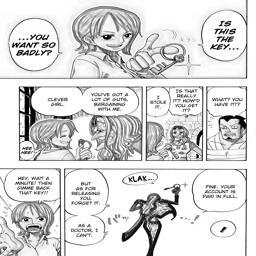 IS
THIS
THE
KEY...
...YOU
WANT SO
BADLY?
WHAT?
YOU
HAVE IT?
IS THAT
REALLY
IT? HOW'D
YOU GET
IT?
I
STOLE
IT.
YOU'VE GOT A
LOT OF GUTS,
BARGAINING
WITH ME.
CLEVER
GIRL.
HEE
HEE!
FINE. YOUR
ACCOUNT IS
PAID IN FULL.
KLAK...
BUT
AS FOR
RELEASING
YOU,
FORGET IT.
AS A
DOCTOR, I
CAN'T.
HEY, WAIT A
MINUTE! THEN
GIMME BACK
THAT KEY!!